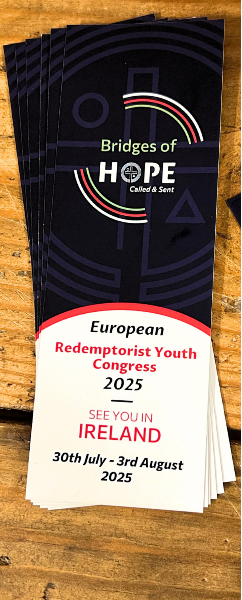 Bridges of
HOPE
Called & Sent
European
Redemptorist Youth
Congress
2025
SEE YOU IN
IRELAND
30th July - 3rd August
2025